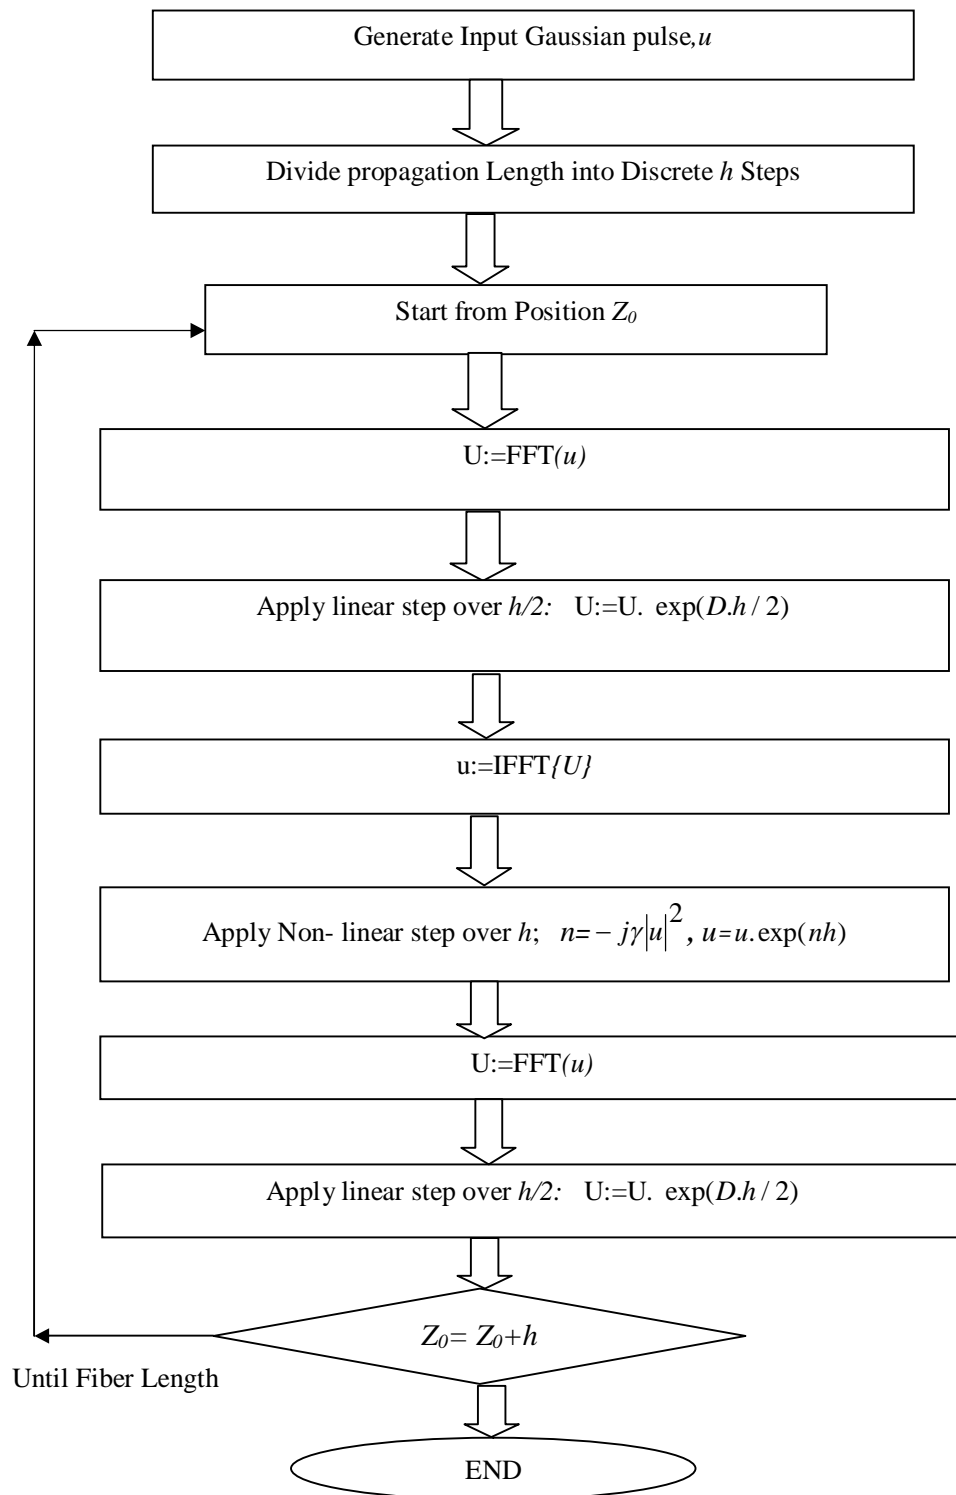 Generate Input Gaussian pulse,u
Divide propagation Length into Discrete h Steps
Start from Position Z₀
U:=FFT(u)
Apply linear step over h/2: U:=U. exp(D.h / 2)
u:=IFFT{U}
Apply Non- linear step over h; n= − jγ|u|², u=u.exp(nh)
U:=FFT(u)
Apply linear step over h/2: U:=U. exp(D.h / 2)
Z₀= Z₀+h
Until Fiber Length
END